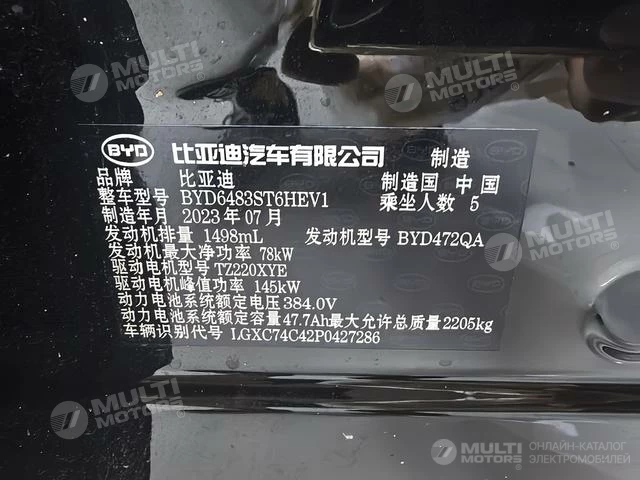 MULTI MOTORS
MULTI MOTORS
BYD 比亚迪汽车有限公司 制造
品牌 比亚迪 制造国 中国
整车型号 BYD6483ST6HEV1 乘坐人数 5
制造年月 2023年07月
发动机排量 1498mL 发动机型号 BYD472QA
发动机最大净功率 78kW
驱动电机型号 TZ220XYE
驱动电机峰值功率 145kW
动力电池系统额定电压 384.0V
动力电池系统额定容量 47.7Ah 最大允许总质量 2205kg
车辆识别代号 LGXC74C42P0427286
MULTI MOTORS
MULTI MOTORS
MULTI MOTORS
MULTI MOTORS ОНЛАЙН-КАТАЛОГ ЭЛЕКТРОМОБИЛЕЙ